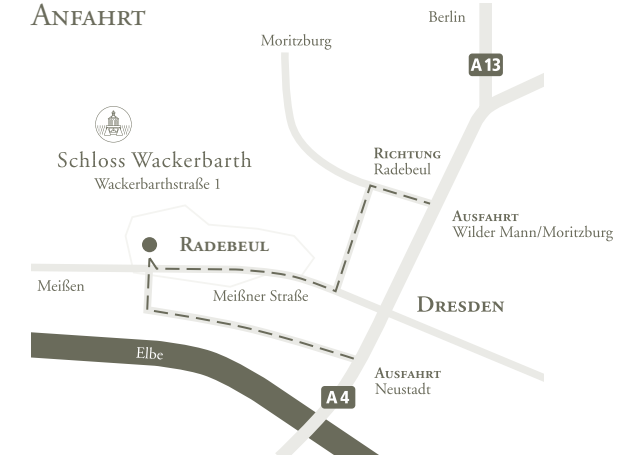 ANFAHRT
Berlin
Moritzburg
A 13
Schloss Wackerbarth
Wackerbarthstraße 1
RICHTUNG
Radebeul
AUSFAHRT
Wilder Mann/Moritzburg
RADEBEUL
Meißen
Meißner Straße
DRESDEN
Elbe
AUSFAHRT
Neustadt
A 4